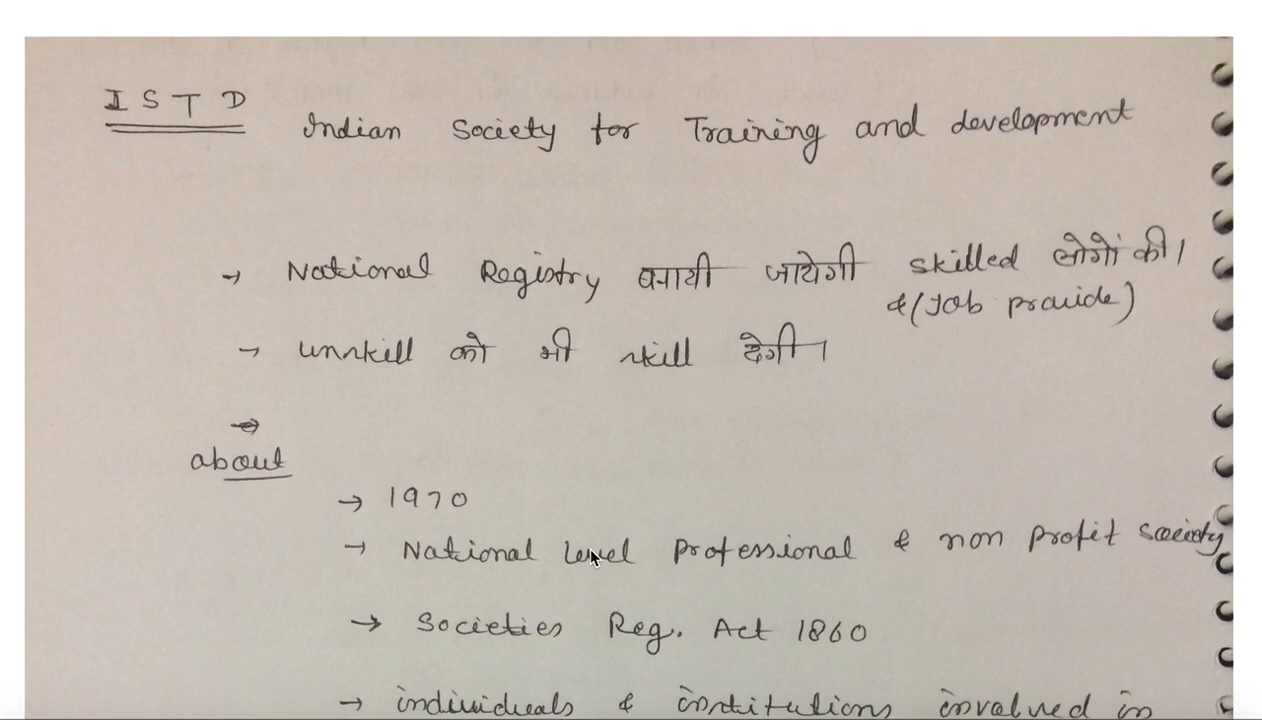 ISTD
Indian Society for Training and development
→ National Registry बनायी जायेगी skilled लोगों की।
& (Job provide)
→ unskill को भी skill देगी।
→
about
→ 1970
→ National level Professional & non profit society
→ Societies Reg. Act 1860
→ individuals & institutions involved in